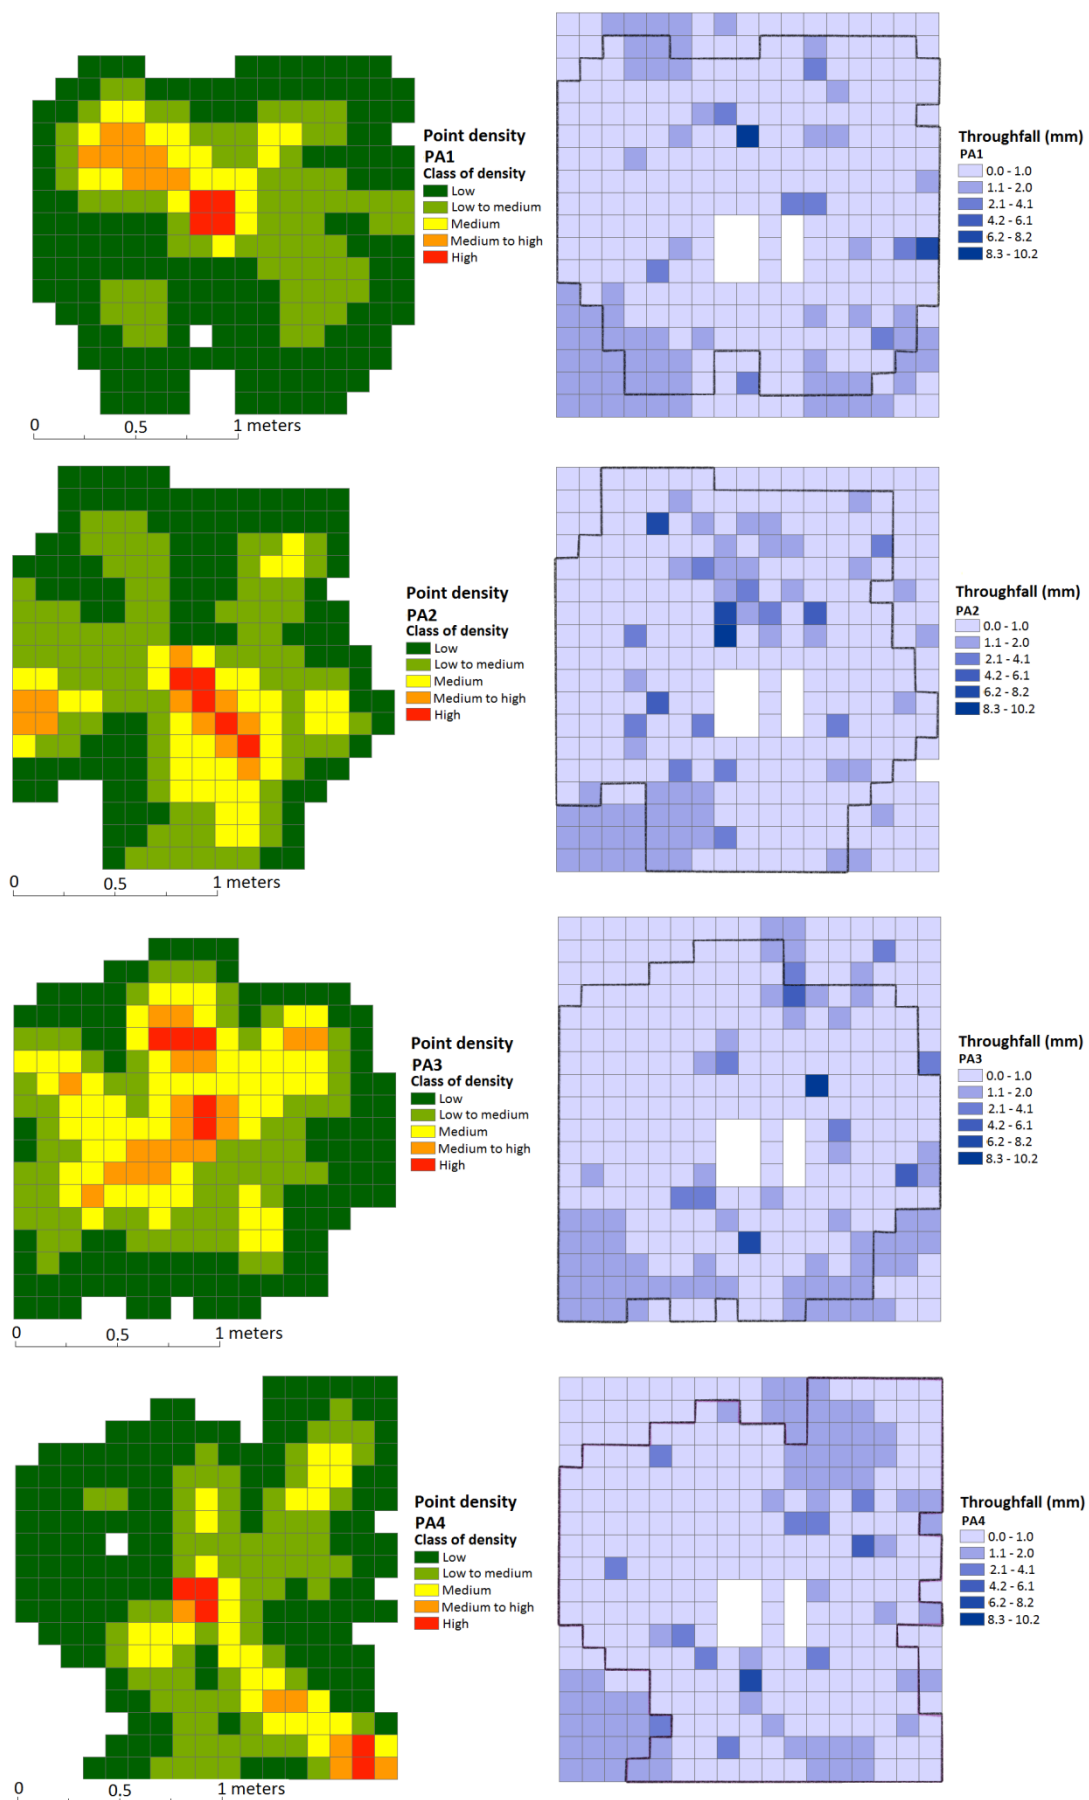 Point density
PA1
Class of density
Low
Low to medium
Medium
Medium to high
High
0 0.5 1 meters
Throughfall (mm)
PA1
0.0 - 1.0
1.1 - 2.0
2.1 - 4.1
4.2 - 6.1
6.2 - 8.2
8.3 - 10.2
Point density
PA2
Class of density
Low
Low to medium
Medium
Medium to high
High
0 0.5 1 meters
Throughfall (mm)
PA2
0.0 - 1.0
1.1 - 2.0
2.1 - 4.1
4.2 - 6.1
6.2 - 8.2
8.3 - 10.2
Point density
PA3
Class of density
Low
Low to medium
Medium
Medium to high
High
0 0.5 1 meters
Throughfall (mm)
PA3
0.0 - 1.0
1.1 - 2.0
2.1 - 4.1
4.2 - 6.1
6.2 - 8.2
8.3 - 10.2
Point density
PA4
Class of density
Low
Low to medium
Medium
Medium to high
High
0 0.5 1 meters
Throughfall (mm)
PA4
0.0 - 1.0
1.1 - 2.0
2.1 - 4.1
4.2 - 6.1
6.2 - 8.2
8.3 - 10.2